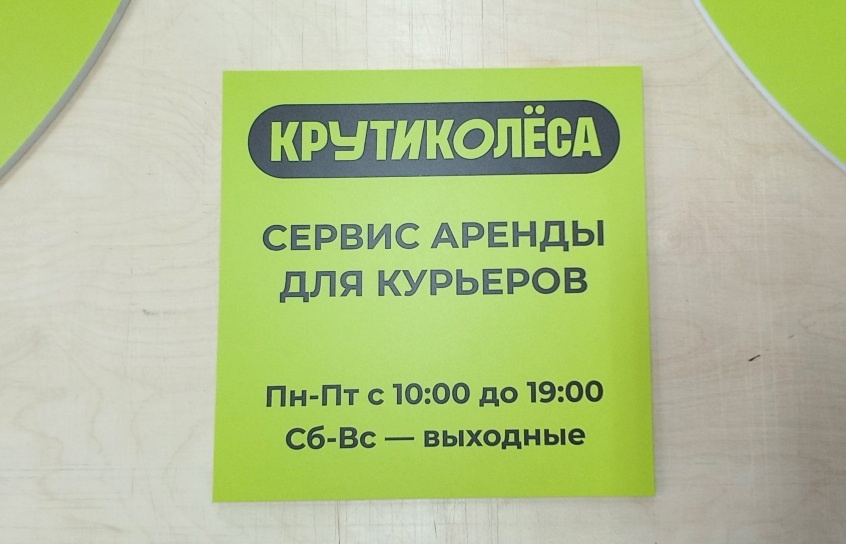 КРУТИКОЛЁСА
СЕРВИС АРЕНДЫ
ДЛЯ КУРЬЕРОВ
Пн-Пт с 10:00 до 19:00
Сб-Вс — выходные